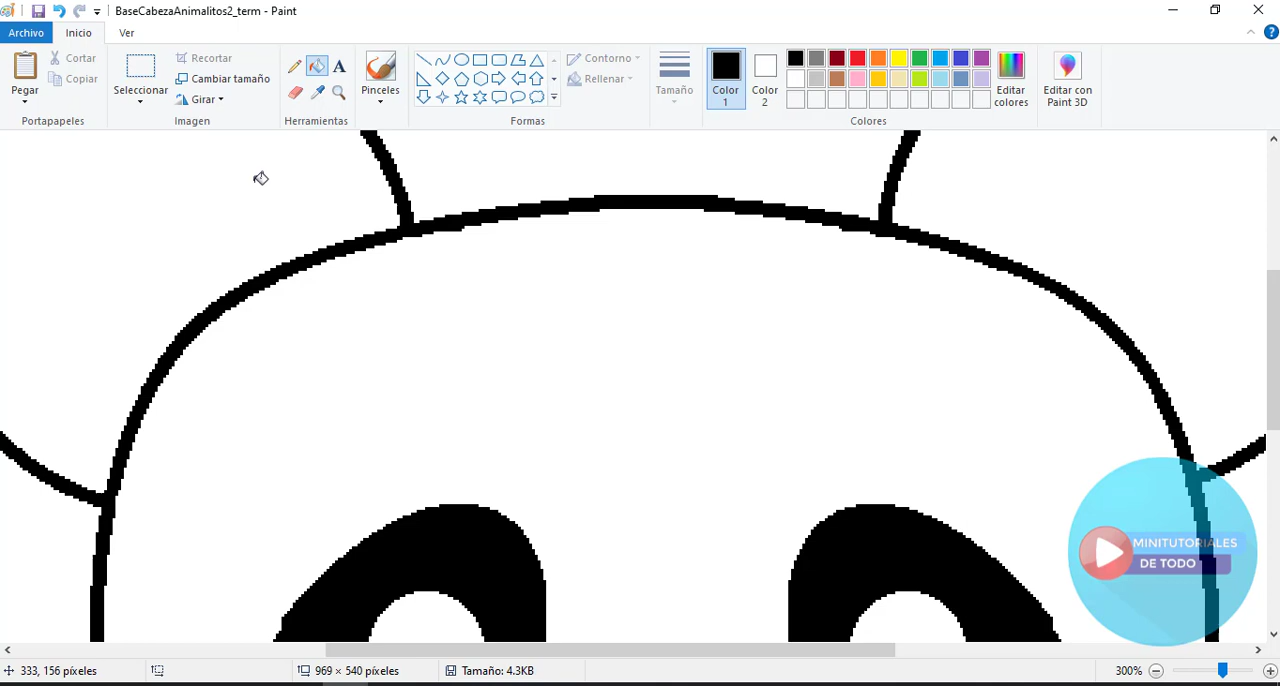 BaseCabezaAnimalitos2_term - Paint
Archivo Inicio Ver
Pegar
Cortar
Copiar
Portapapeles
Seleccionar
Recortar
Cambiar tamaño
Girar
Imagen
A
Herramientas
Pinceles
Contorno
Rellenar
Formas
Tamaño
Color
1
Color
2
Editar
colores
Colores
Editar con
Paint 3D
MINITUTORIALES
DE TODO
333, 156 píxeles
969 × 540 píxeles
Tamaño: 4.3KB
300%